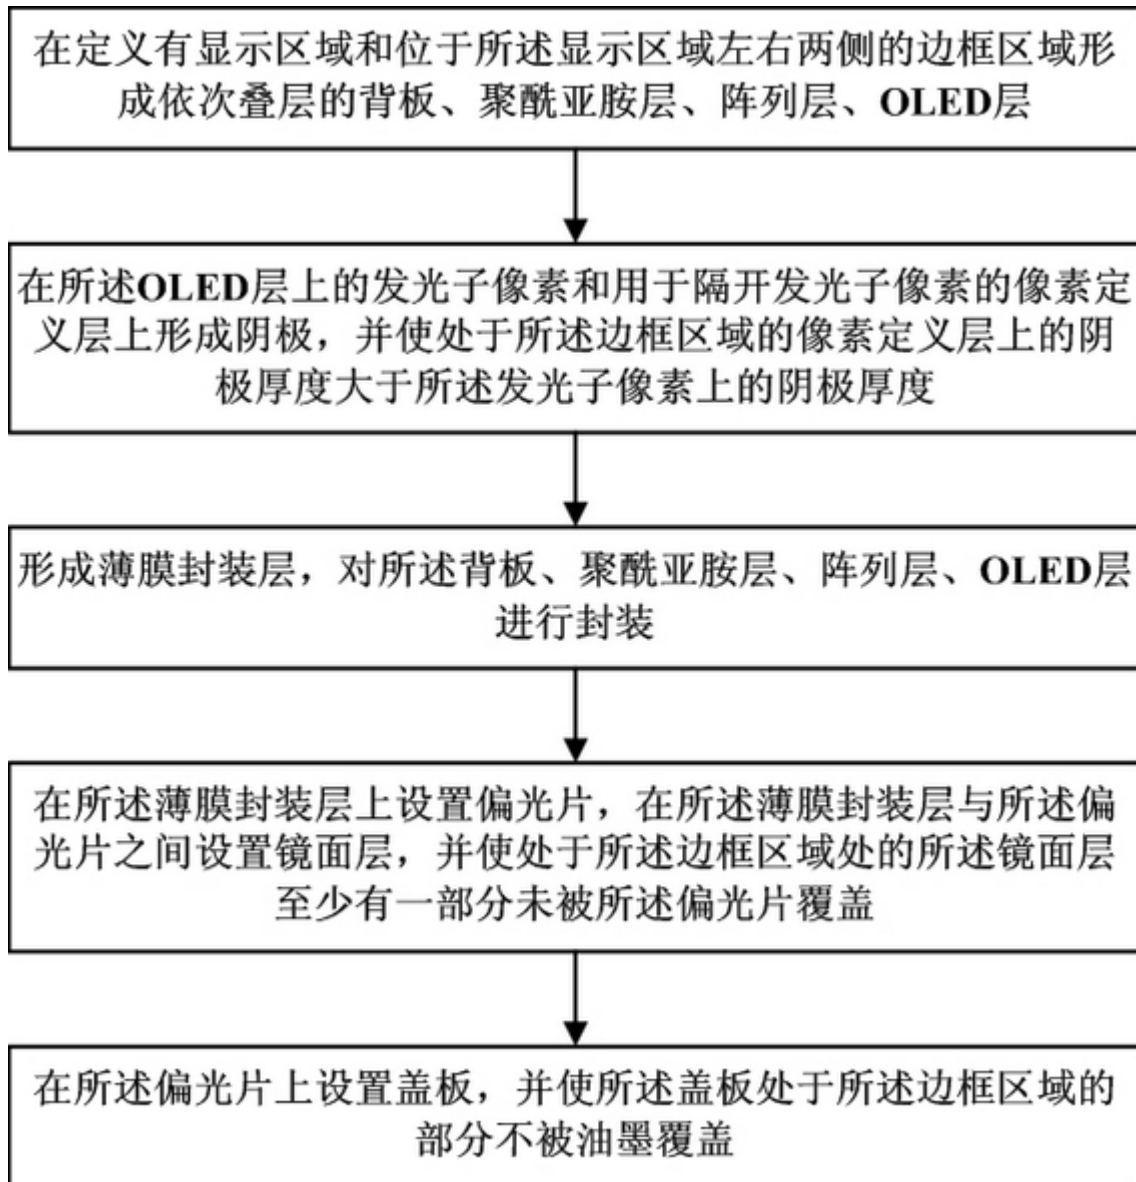 在定义有显示区域和位于所述显示区域左右两侧的边框区域形
成依次叠层的背板、聚酰亚胺层、阵列层、OLED层
在所述OLED层上的发光子像素和用于隔开发光子像素的像素定
义层上形成阴极，并使处于所述边框区域的像素定义层上的阴
极厚度大于所述发光子像素上的阴极厚度
形成薄膜封装层，对所述背板、聚酰亚胺层、阵列层、OLED层
进行封装
在所述薄膜封装层上设置偏光片，在所述薄膜封装层与所述偏
光片之间设置镜面层，并使处于所述边框区域处的所述镜面层
至少有一部分未被所述偏光片覆盖
在所述偏光片上设置盖板，并使所述盖板处于所述边框区域的
部分不被油墨覆盖